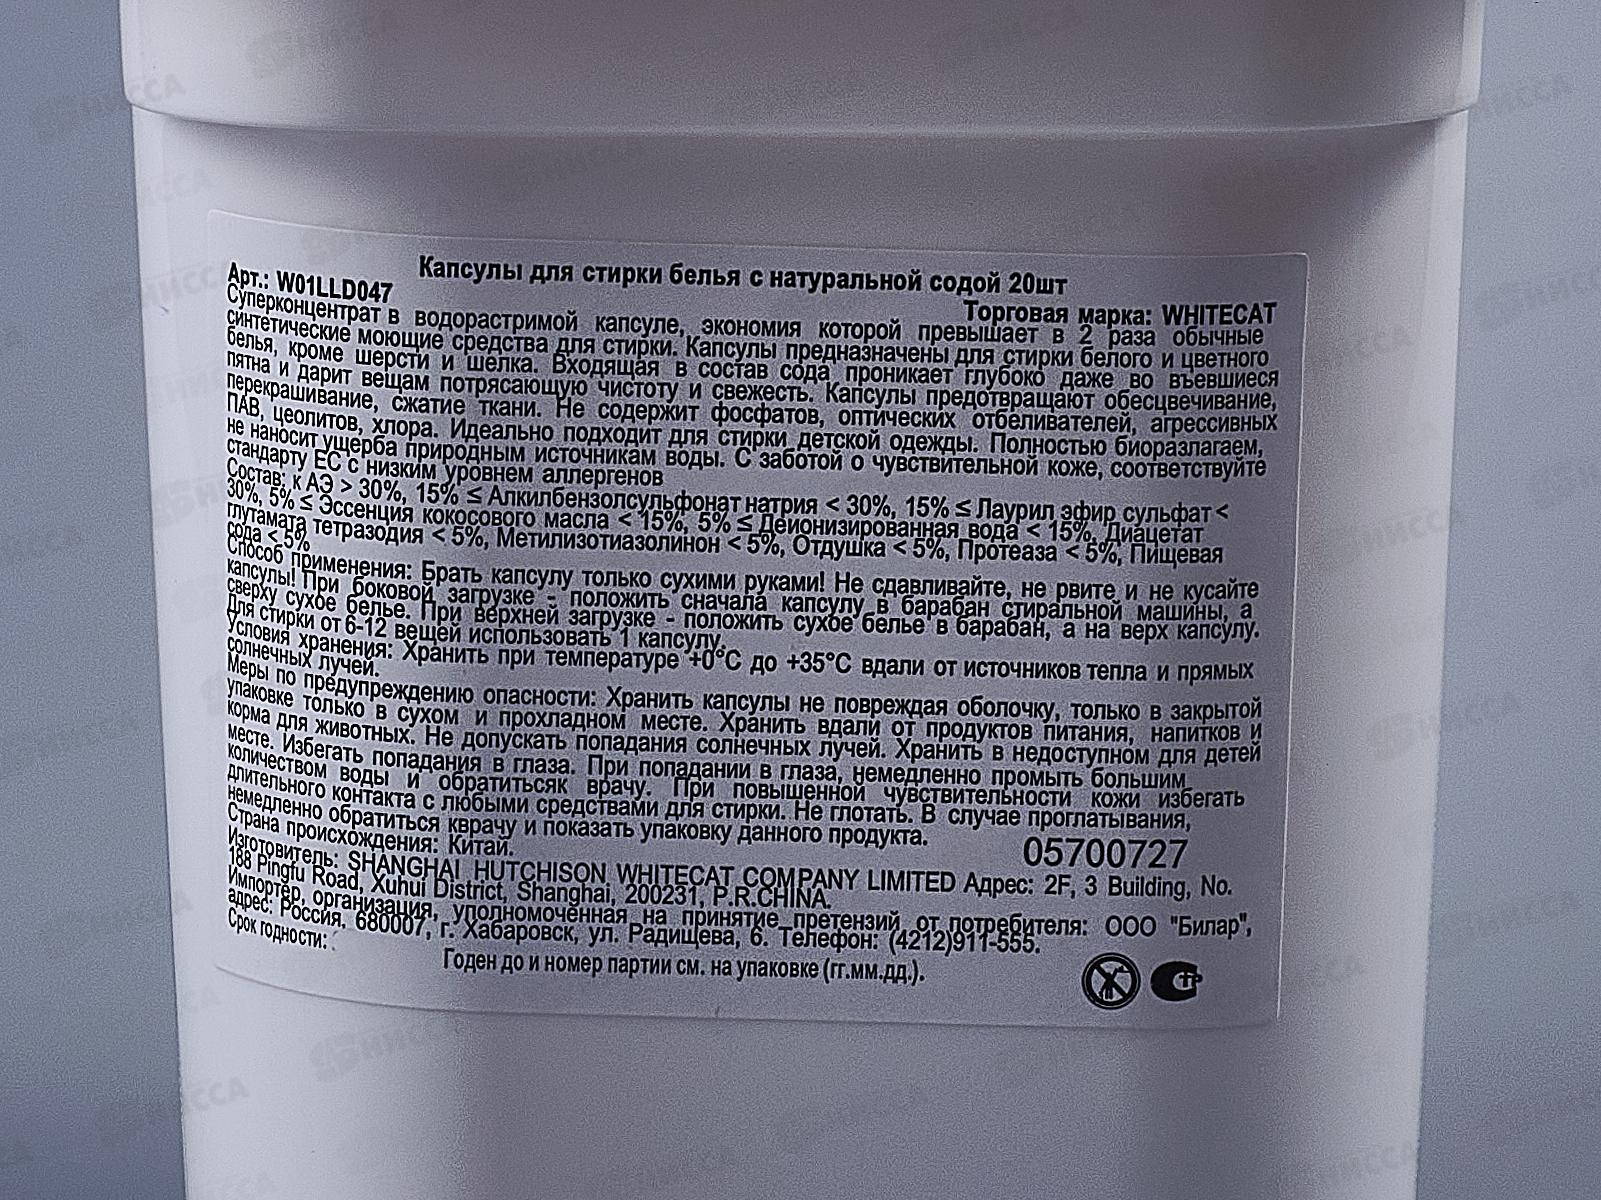 Капсулы для стирки белья с натуральной содой 20шт
Арт.: W01LLD047
Торговая марка: WHITECAT
Суперконцентрат в водорастримой капсуле, экономия которой превышает в 2 раза обычные
синтетические моющие средства для стирки. Капсулы предназначены для стирки белого и цветного
белья, кроме шерсти и шелка. Входящая в состав сода проникает глубоко даже во въевшиеся
пятна и дарит вещам потрясающую чистоту и свежесть. Капсулы предотвращают обесцвечивание,
перекрашивание, сжатие ткани. Не содержит фосфатов, оптических отбеливателей, агрессивных
ПАВ, цеолитов, хлора. Идеально подходит для стирки детской одежды. Полностью биоразлагаем,
не наносит ущерба природным источникам воды. С заботой о чувствительной коже, соответствуйте
стандарту ЕС с низким уровнем аллергенов
Состав: к АЭ > 30%, 15% ≤ Алкилбензолсульфонат натрия < 30%, 15% ≤ Лаурил эфир сульфат <
30%, 5% ≤ Эссенция кокосового масла < 15%, 5% ≤ Деионизированная вода < 15%, Диацетат
глутамата тетразодия < 5%, Метилизотиазолинон < 5%, Отдушка < 5%, Протеаза < 5%, Пищевая
сода < 5%
Способ применения: Брать капсулу только сухими руками! Не сдавливайте, не рвите и не кусайте
капсулы! При боковой загрузке - положить сначала капсулу в барабан стиральной машины, а
сверху сухое белье. При верхней загрузке - положить сухое белье в барабан, а на верх капсулу.
Для стирки от 6-12 вещей использовать 1 капсулу.
Условия хранения: Хранить при температуре +0°С до +35°С вдали от источников тепла и прямых
солнечных лучей.
Меры по предупреждению опасности: Хранить капсулы не повреждая оболочку, только в закрытой
упаковке только в сухом и прохладном месте. Хранить вдали от продуктов питания, напитков и
корма для животных. Не допускать попадания солнечных лучей. Хранить в недоступном для детей
месте. Избегать попадания в глаза. При попадании в глаза, немедленно промыть большим
количеством воды и обратитьсяк врачу. При повышенной чувствительности кожи избегать
длительного контакта с любыми средствами для стирки. Не глотать. В случае проглатывания,
немедленно обратиться кврачу и показать упаковку данного продукта.
Страна происхождения: Китай.
05700727
Изготовитель: SHANGHAI HUTCHISON WHITECAT COMPANY LIMITED Адрес: 2F, 3 Building, No.
188 Pingfu Road, Xuhui District, Shanghai, 200231, P.R.CHINA.
Импортёр, организация, уполномоченная на принятие претензий от потребителя: ООО "Билар",
адрес: Россия, 680007, г. Хабаровск, ул. Радищева, 6. Телефон: (4212)911-555.
Срок годности:
Годен до и номер партии см. на упаковке (гг.мм.дд.).
СТР
НИССА